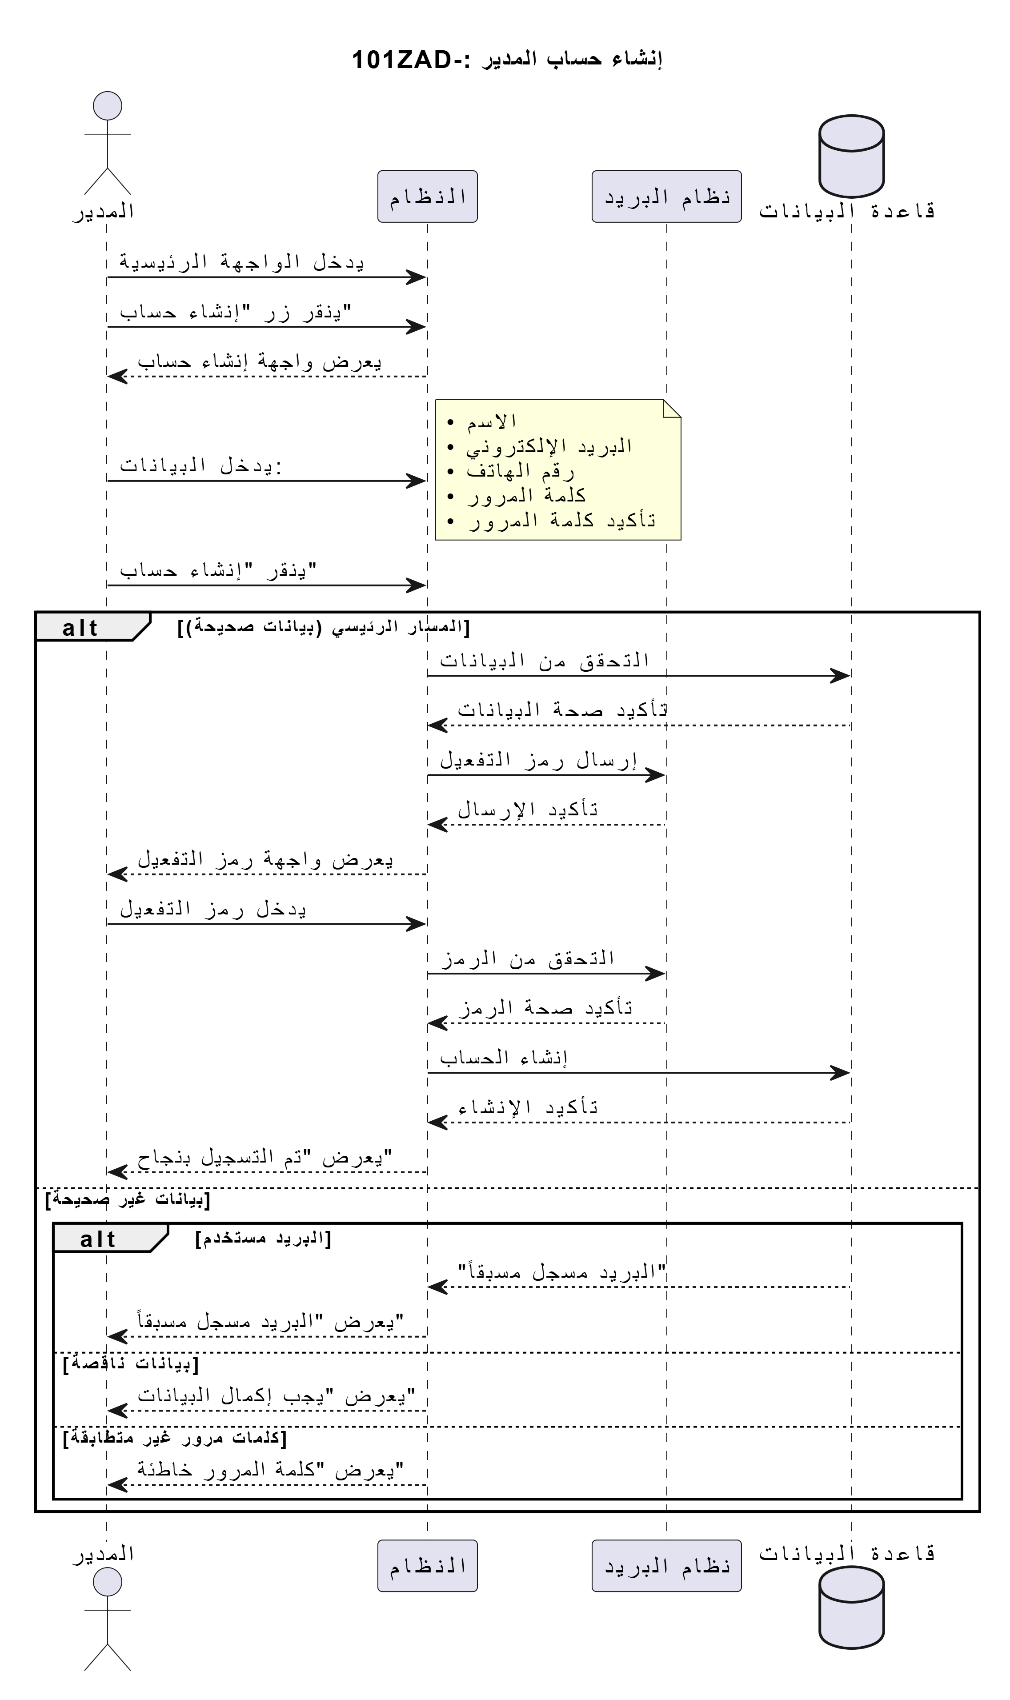 إنشاء حساب المدير :-101ZAD
المدير
النظام
نظام البريد
قاعدة البيانات
يدخل الواجهة الرئيسية
ينقر زر "إنشاء حساب"
يعرض واجهة إنشاء حساب
يدخل البيانات:
• الاسم
• البريد الإلكتروني
• رقم الهاتف
• كلمة المرور
• تأكيد كلمة المرور
ينقر "إنشاء حساب"
alt [المسار الرئيسي (بيانات صحيحة)]
التحقق من البيانات
تأكيد صحة البيانات
إرسال رمز التفعيل
تأكيد الإرسال
يعرض واجهة رمز التفعيل
يدخل رمز التفعيل
التحقق من الرمز
تأكيد صحة الرمز
إنشاء الحساب
تأكيد الإنشاء
يعرض "تم التسجيل بنجاح"
[بيانات غير صحيحة]
alt [البريد مستخدم]
"البريد مسجل مسبقاً"
يعرض "البريد مسجل مسبقاً"
[بيانات ناقصة]
يعرض "يجب إكمال البيانات"
[كلمات مرور غير متطابقة]
يعرض "كلمة المرور خاطئة"
المدير
النظام
نظام البريد
قاعدة البيانات